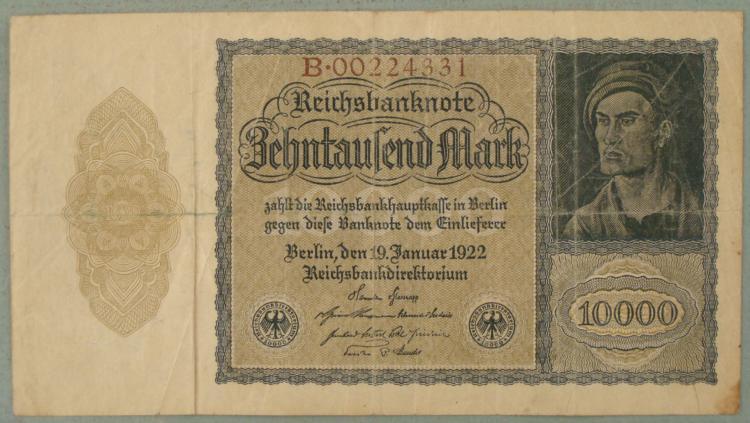 B·00224331
Reichsbanknote
Zehntausend Mark
zahlt die Reichsbankhauptkasse in Berlin
gegen diese Banknote dem Einlieferer
Berlin, den 19. Januar 1922
Reichsbankdirektorium
10000